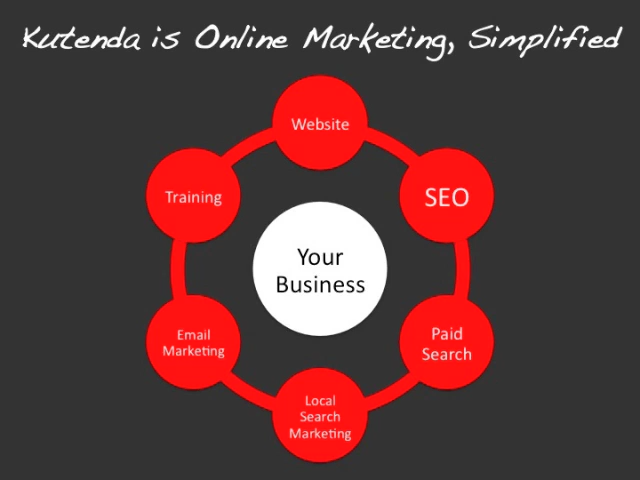 Kutenda is Online Marketing, Simplified
Website
SEO
Paid
Search
Local
Search
Marketing
Email
Marketing
Training
Your
Business